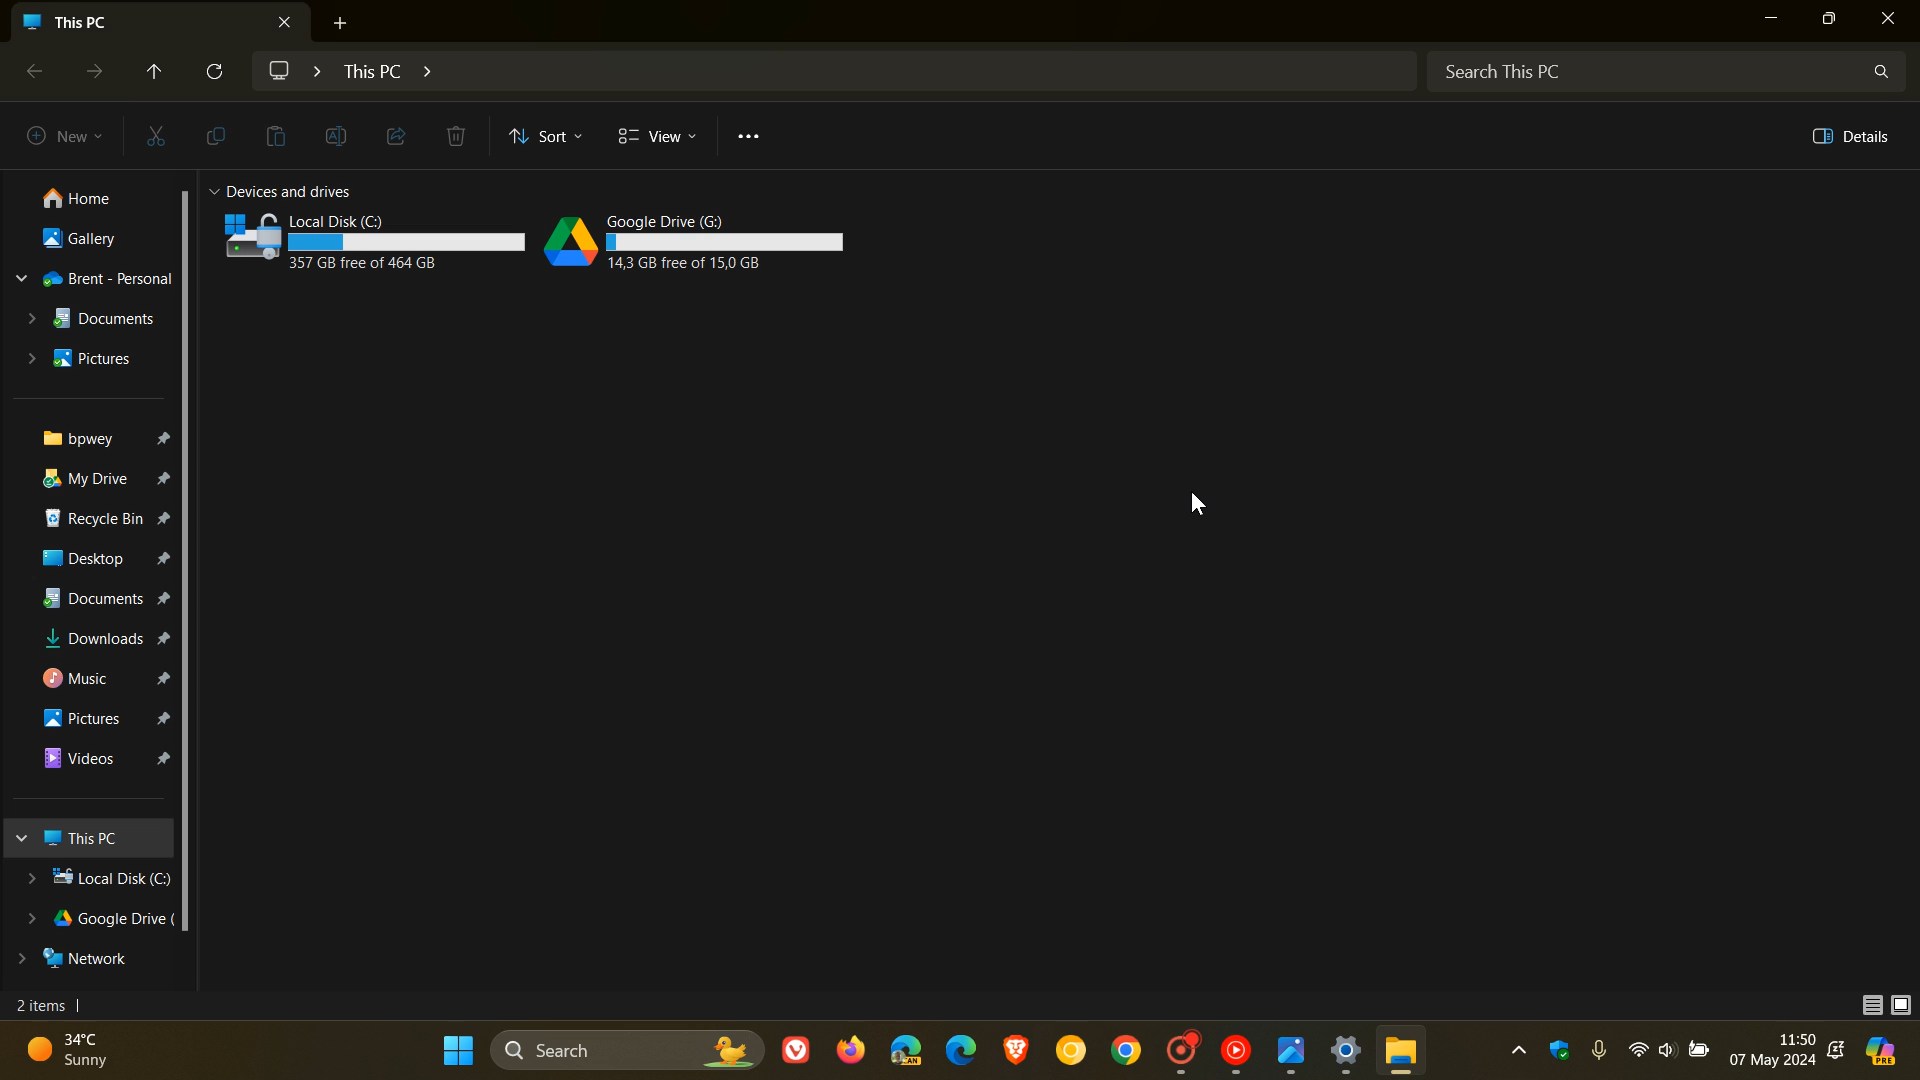 This PC
This PC
Search This PC
New
Sort
View
Details
Home
Gallery
Brent - Personal
Documents
Pictures
bpwey
My Drive
Recycle Bin
Desktop
Documents
Downloads
Music
Pictures
Videos
This PC
Local Disk (C:)
Google Drive (
Network
Devices and drives
Local Disk (C:)
357 GB free of 464 GB
Google Drive (G:)
14,3 GB free of 15,0 GB
2 items
34°C
Sunny
Search
CAN
11:50
07 May 2024
PRE